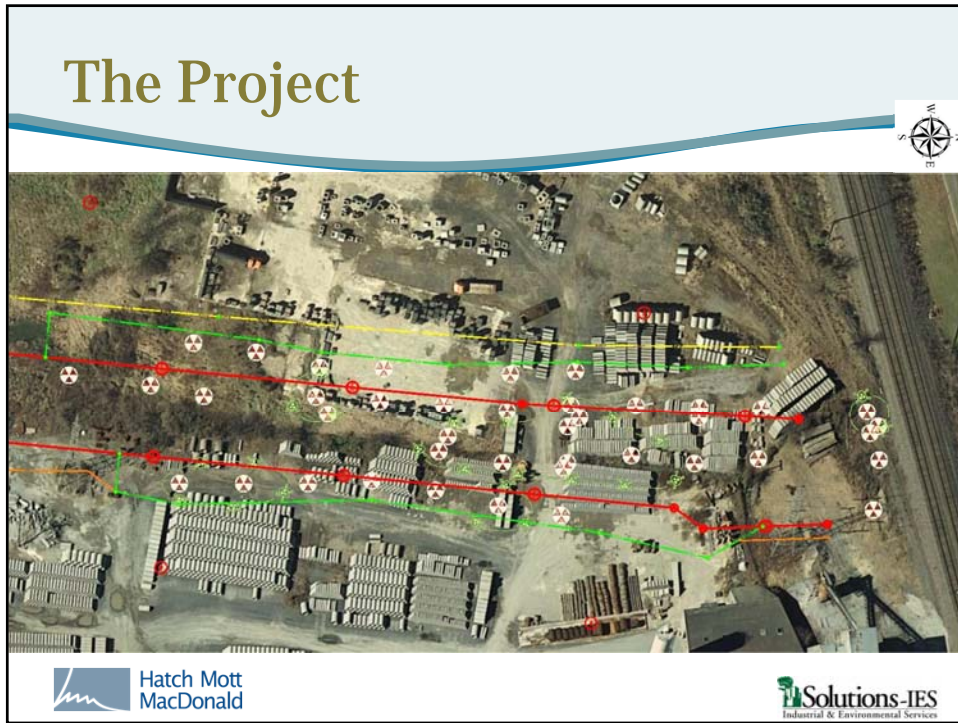 The Project
W
S
N
E
Hatch Mott
MacDonald
Solutions-IES
Industrial & Environmental Services